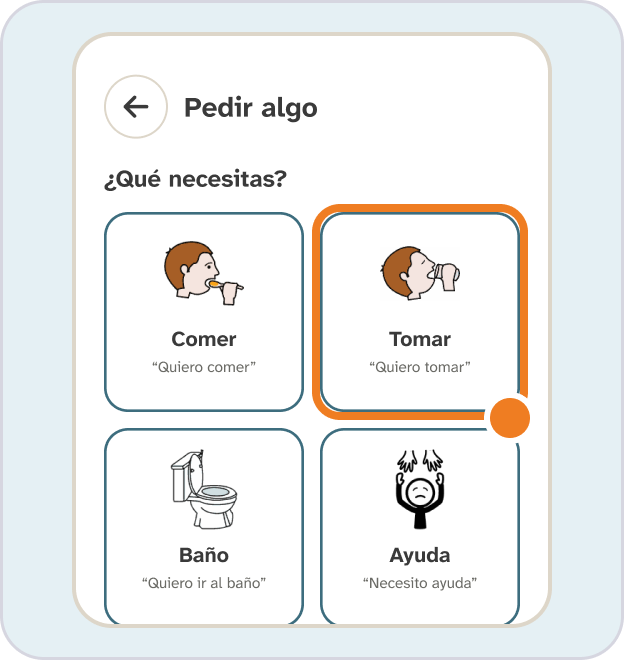 Pedir algo
¿Qué necesitas?
Comer
“Quiero comer”
Tomar
“Quiero tomar”
Baño
“Quiero ir al baño”
Ayuda
“Necesito ayuda”